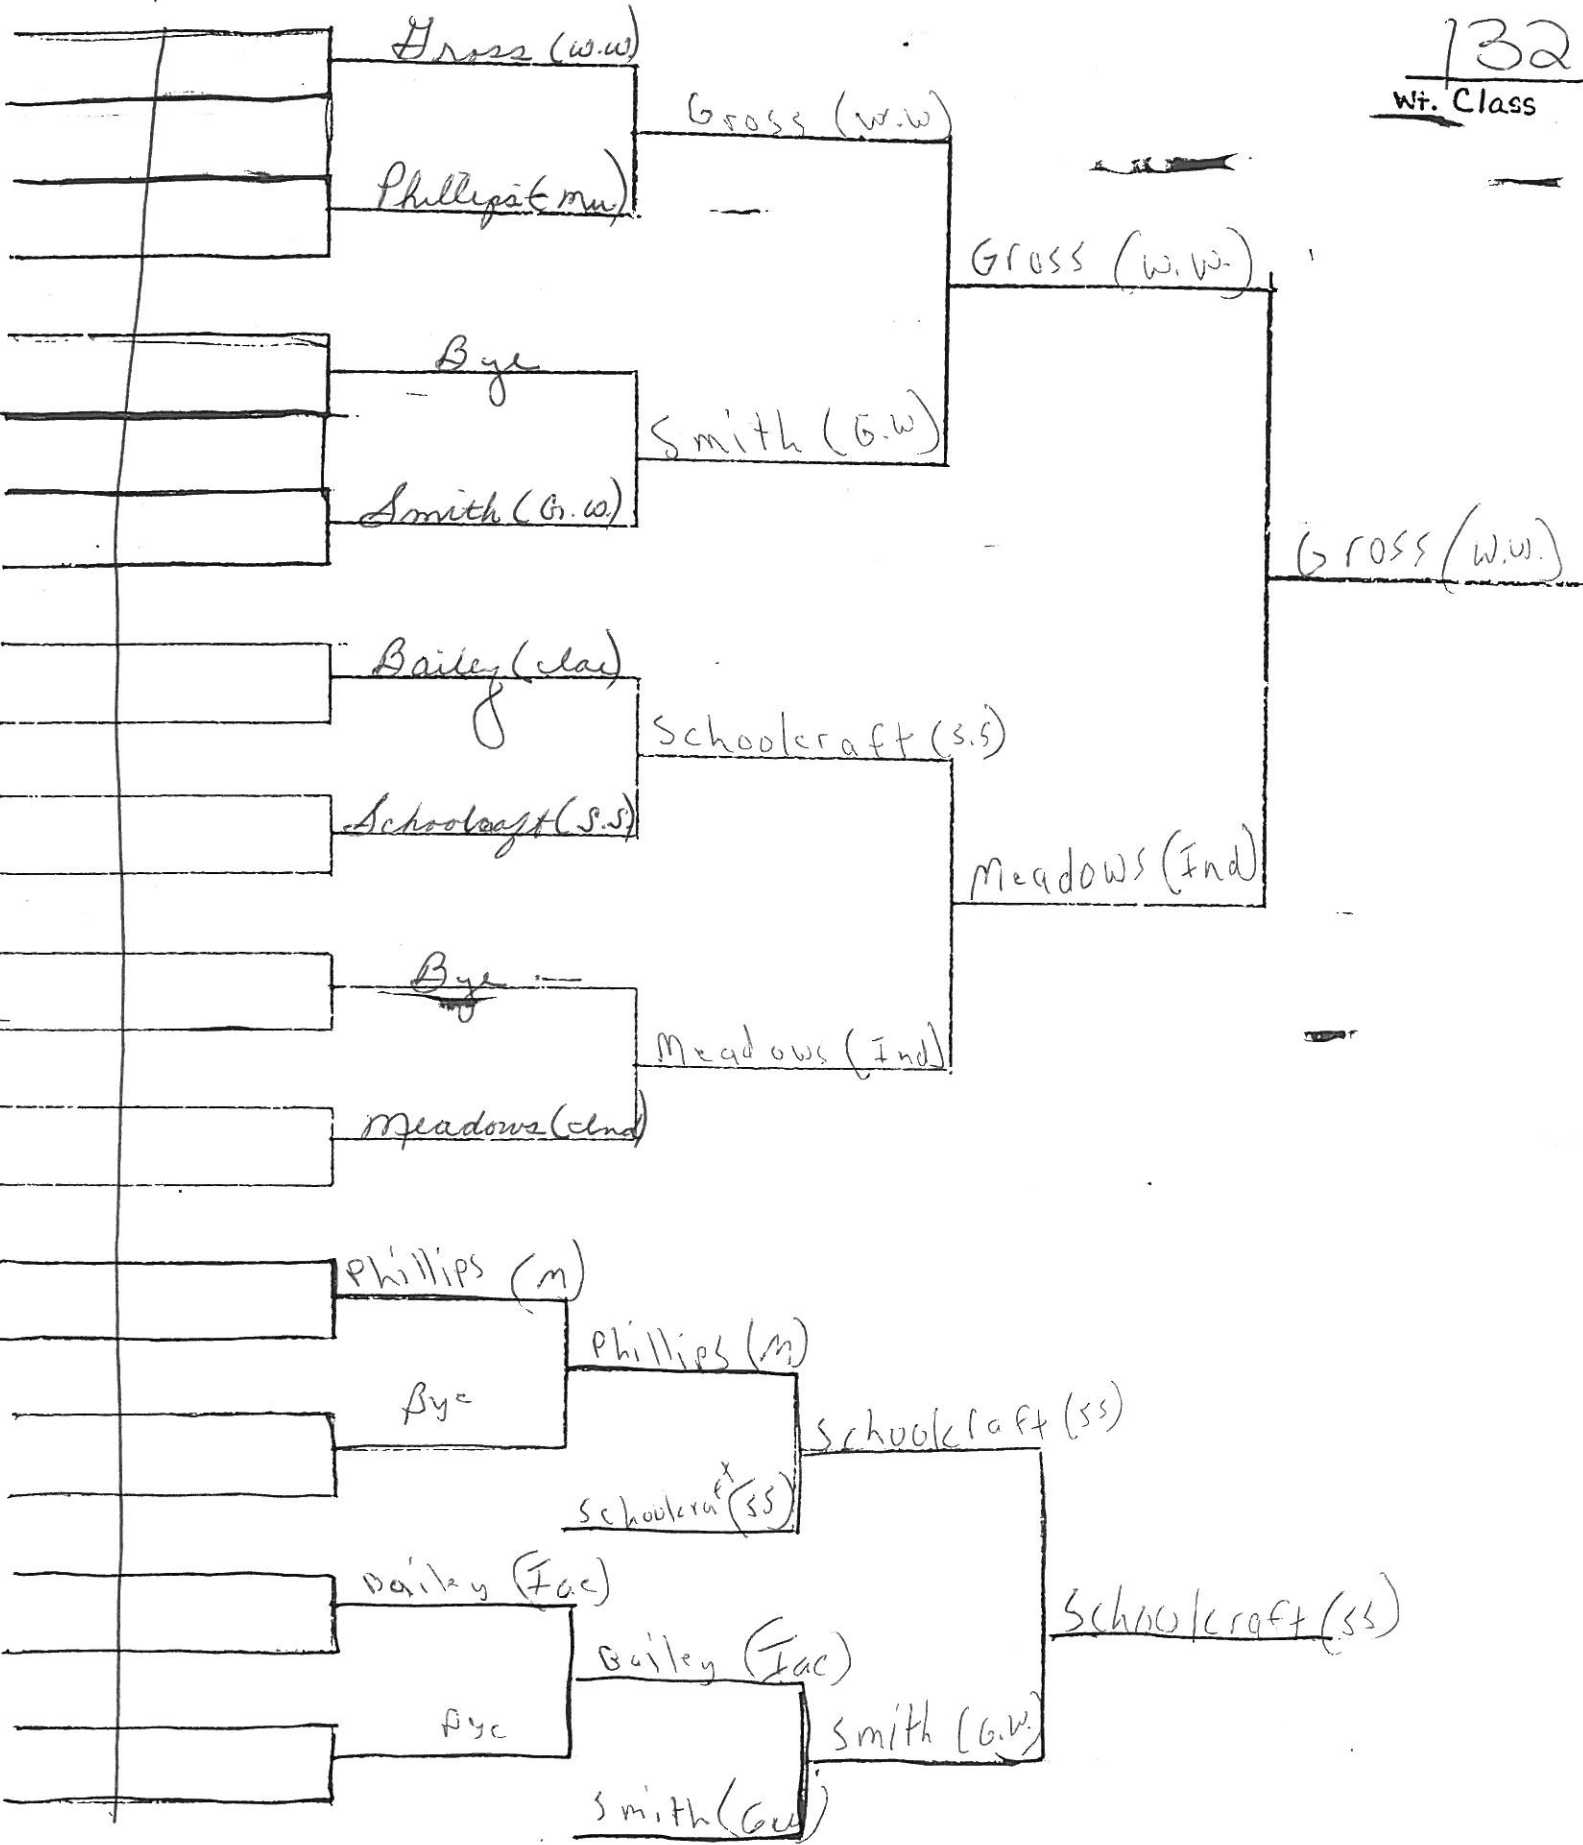 132
Wt. Class
Gross (W.W)
Gross (W.W)
Phillips (Mu.)
Gross (W.W.)
Bye
Smith (G.W)
Smith (G.W.)
Gross (W.W.)
Bailey
Schoolcraft (S.S)
Schoolcraft (S.S)
Meadows (Ind)
Bye
Meadows (Ind)
Meadows (Ind)
Phillips (M)
Phillips (M)
Bye
Schoolcraft (SS)
Schoolcraft (SS)
Bailey (Iac)
Schoolcraft (SS)
Bailey (Iac)
Bye
Smith (G.W.)
Smith (GW)